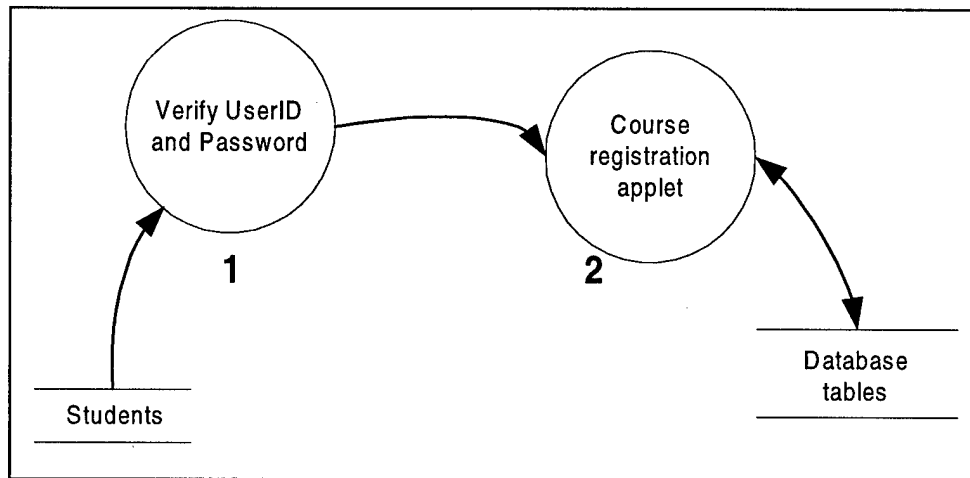 Verify UserID
and Password
1
Course
registration
applet
2
Students
Database
tables